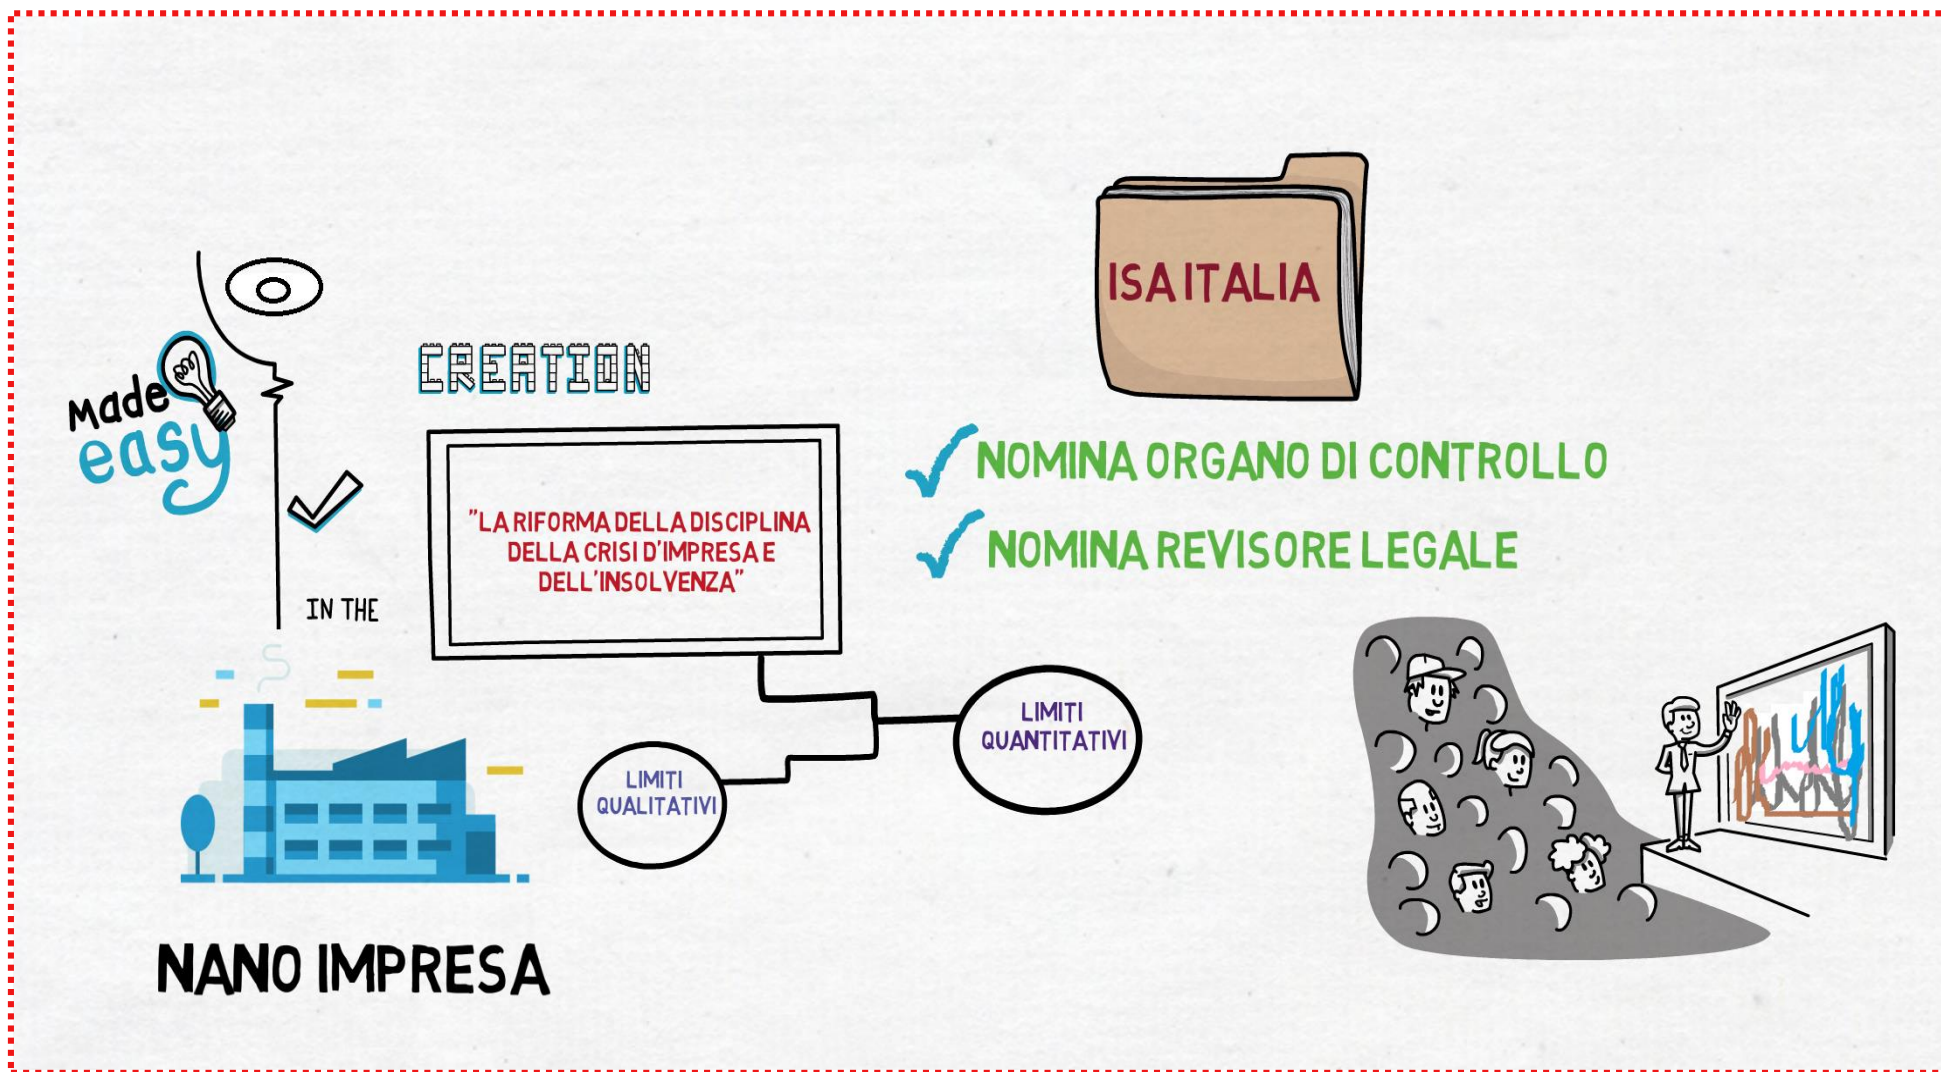 made
easy
CREATION
IN THE
NANO IMPRESA
"LA RIFORMA DELLA DISCIPLINA
DELLA CRISI D'IMPRESA E
DELL'INSOLVENZA"
LIMITI
QUALITATIVI
LIMITI
QUANTITATIVI
ISA ITALIA
NOMINA ORGANO DI CONTROLLO
NOMINA REVISORE LEGALE